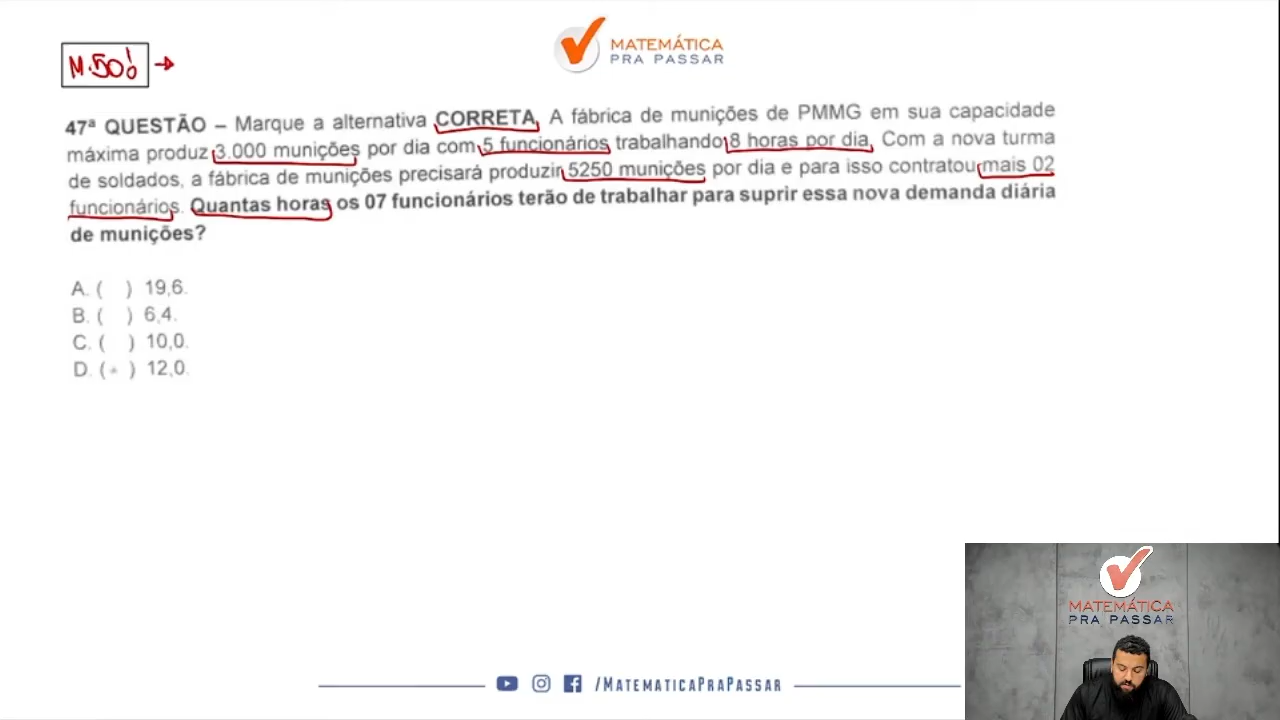 M.50!
MATEMÁTICA
PRA PASSAR
47ª QUESTÃO – Marque a alternativa CORRETA. A fábrica de munições de PMMG em sua capacidade
máxima produz 3.000 munições por dia com 5 funcionários trabalhando 8 horas por dia. Com a nova turma
de soldados, a fábrica de munições precisará produzir 5250 munições por dia e para isso contratou mais 02
funcionários. Quantas horas os 07 funcionários terão de trabalhar para suprir essa nova demanda diária
de munições?
A. ( ) 19,6.
B. ( ) 6,4.
C. ( ) 10,0.
D. ( ) 12,0.
MATEMÁTICA
PRA PASSAR
/MATEMATICAPRAPASSAR